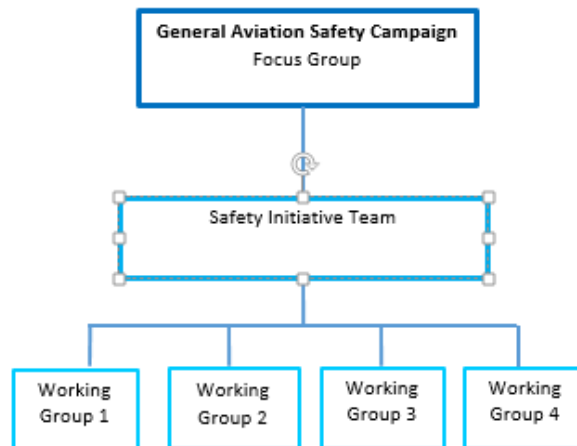 General Aviation Safety Campaign
Focus Group
Safety Initiative Team
Working
Group 1
Working
Group 2
Working
Group 3
Working
Group 4